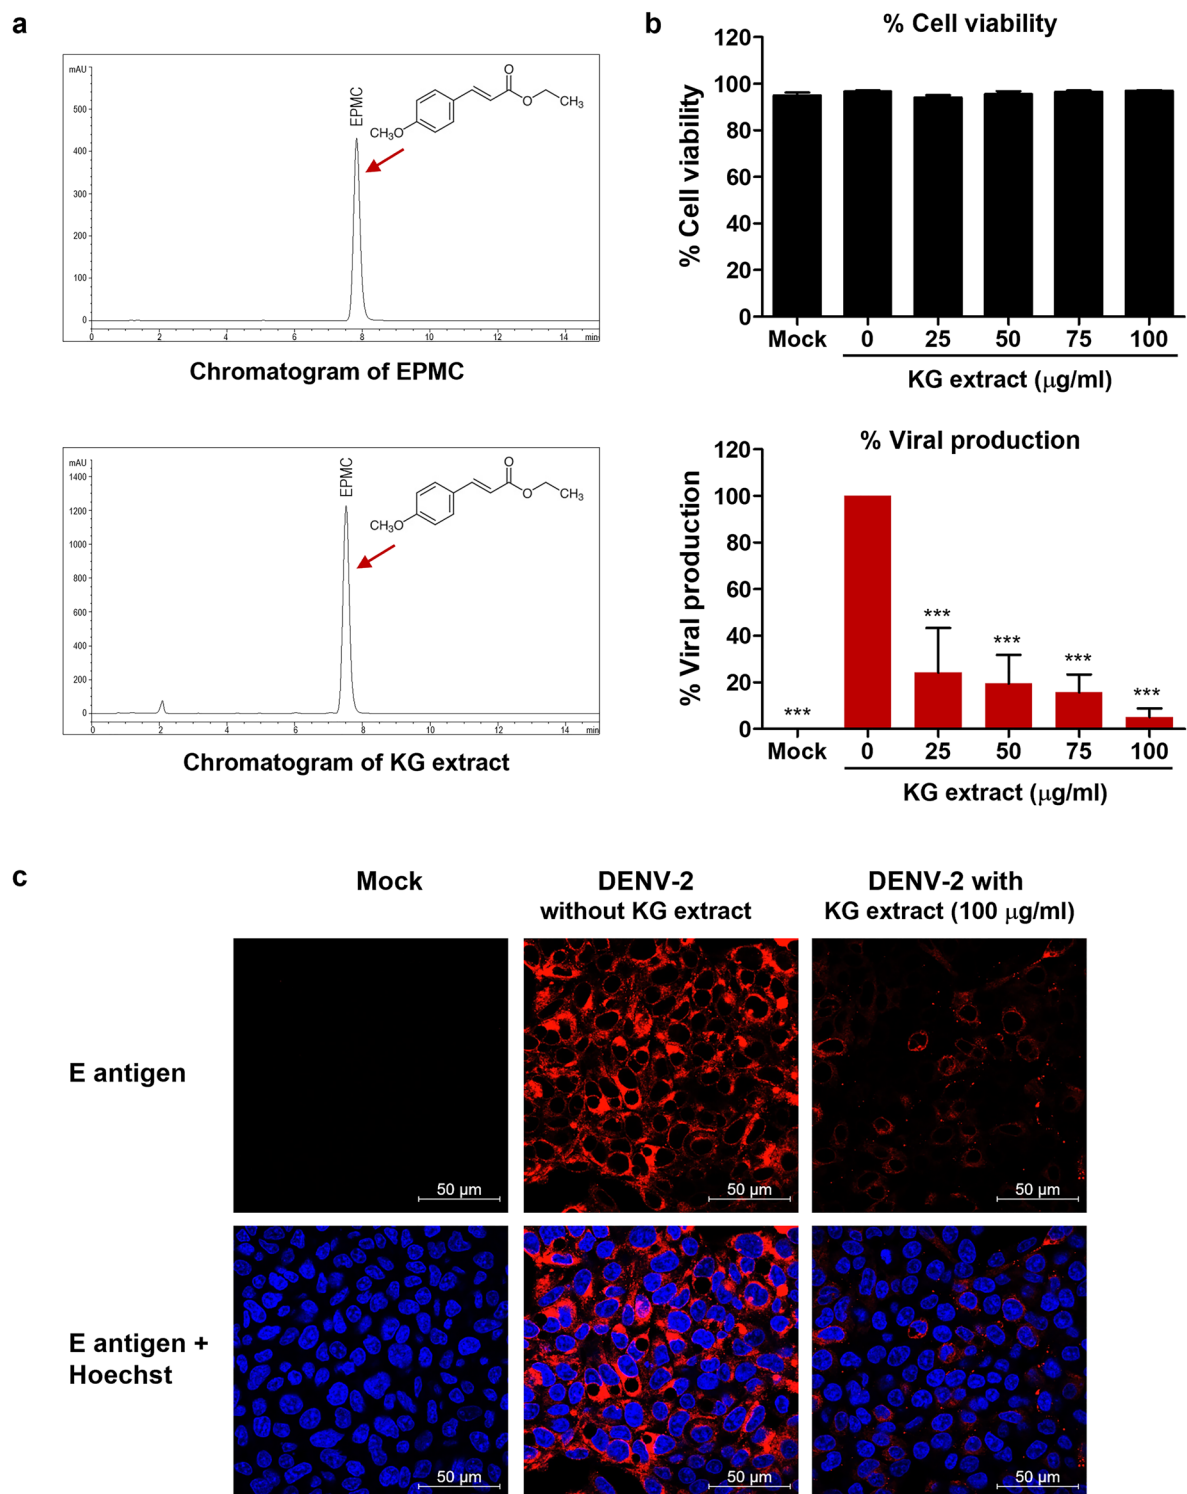 a
mAU
500
400
300
200
100
0
0 2 4 6 8 10 12 14 min
EPMC
O
O
CH₃
CH₃O
Chromatogram of EPMC
mAU
1400
1200
1000
800
600
400
200
0
0 2 4 6 8 10 12 14 min
EPMC
O
O
CH₃
CH₃O
Chromatogram of KG extract
b
% Cell viability
% Cell viability
120
100
80
60
40
20
0
Mock 0 25 50 75 100
KG extract (μg/ml)
% Viral production
% Viral production
120
100
80
60
40
20
0
*** *** *** *** ***
Mock 0 25 50 75 100
KG extract (μg/ml)
c
Mock
DENV-2
without KG extract
DENV-2 with
KG extract (100 μg/ml)
E antigen
50 µm 50 µm 50 µm
E antigen +
Hoechst
50 µm 50 µm 50 µm